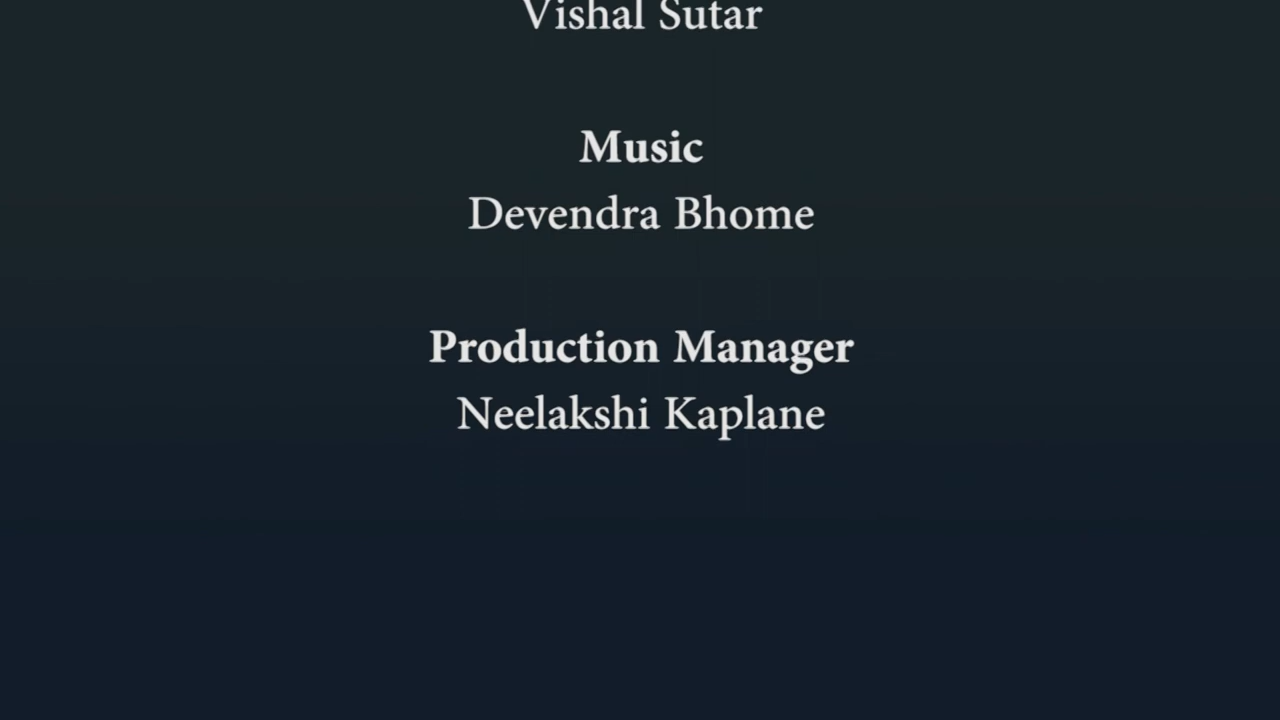 Vishal Sutar
Music
Devendra Bhome
Production Manager
Neelakshi Kaplane